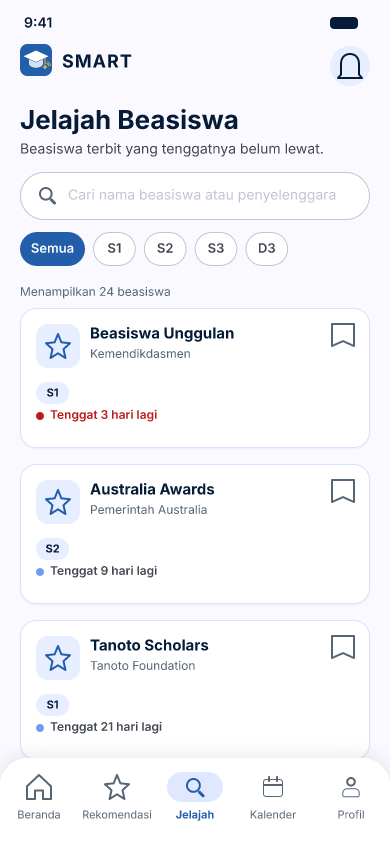 9:41
SMART
Jelajah Beasiswa
Beasiswa terbit yang tenggatnya belum lewat.
Cari nama beasiswa atau penyelenggara
Semua S1 S2 S3 D3
Menampilkan 24 beasiswa
Beasiswa Unggulan
Kemendikdasmen
S1
Tenggat 3 hari lagi
Australia Awards
Pemerintah Australia
S2
Tenggat 9 hari lagi
Tanoto Scholars
Tanoto Foundation
S1
Tenggat 21 hari lagi
Beranda Rekomendasi Jelajah Kalender Profil